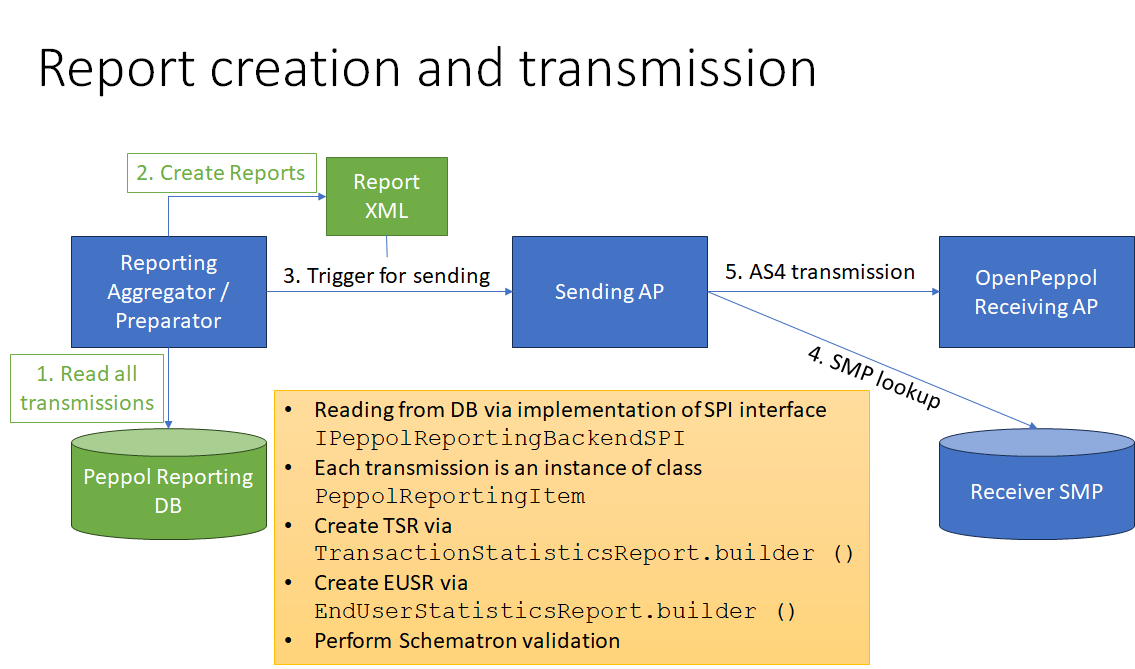 Report creation and transmission
2. Create Reports
Report
XML
Reporting
Aggregator /
Preparator
3. Trigger for sending
Sending AP
5. AS4 transmission
OpenPeppol
Receiving AP
4. SMP lookup
1. Read all
transmissions
Peppol Reporting
DB
Receiver SMP
• Reading from DB via implementation of SPI interface
IPeppolReportingBackendSPI
• Each transmission is an instance of class
PeppolReportingItem
• Create TSR via
TransactionStatisticsReport.builder ()
• Create EUSR via
EndUserStatisticsReport.builder ()
• Perform Schematron validation